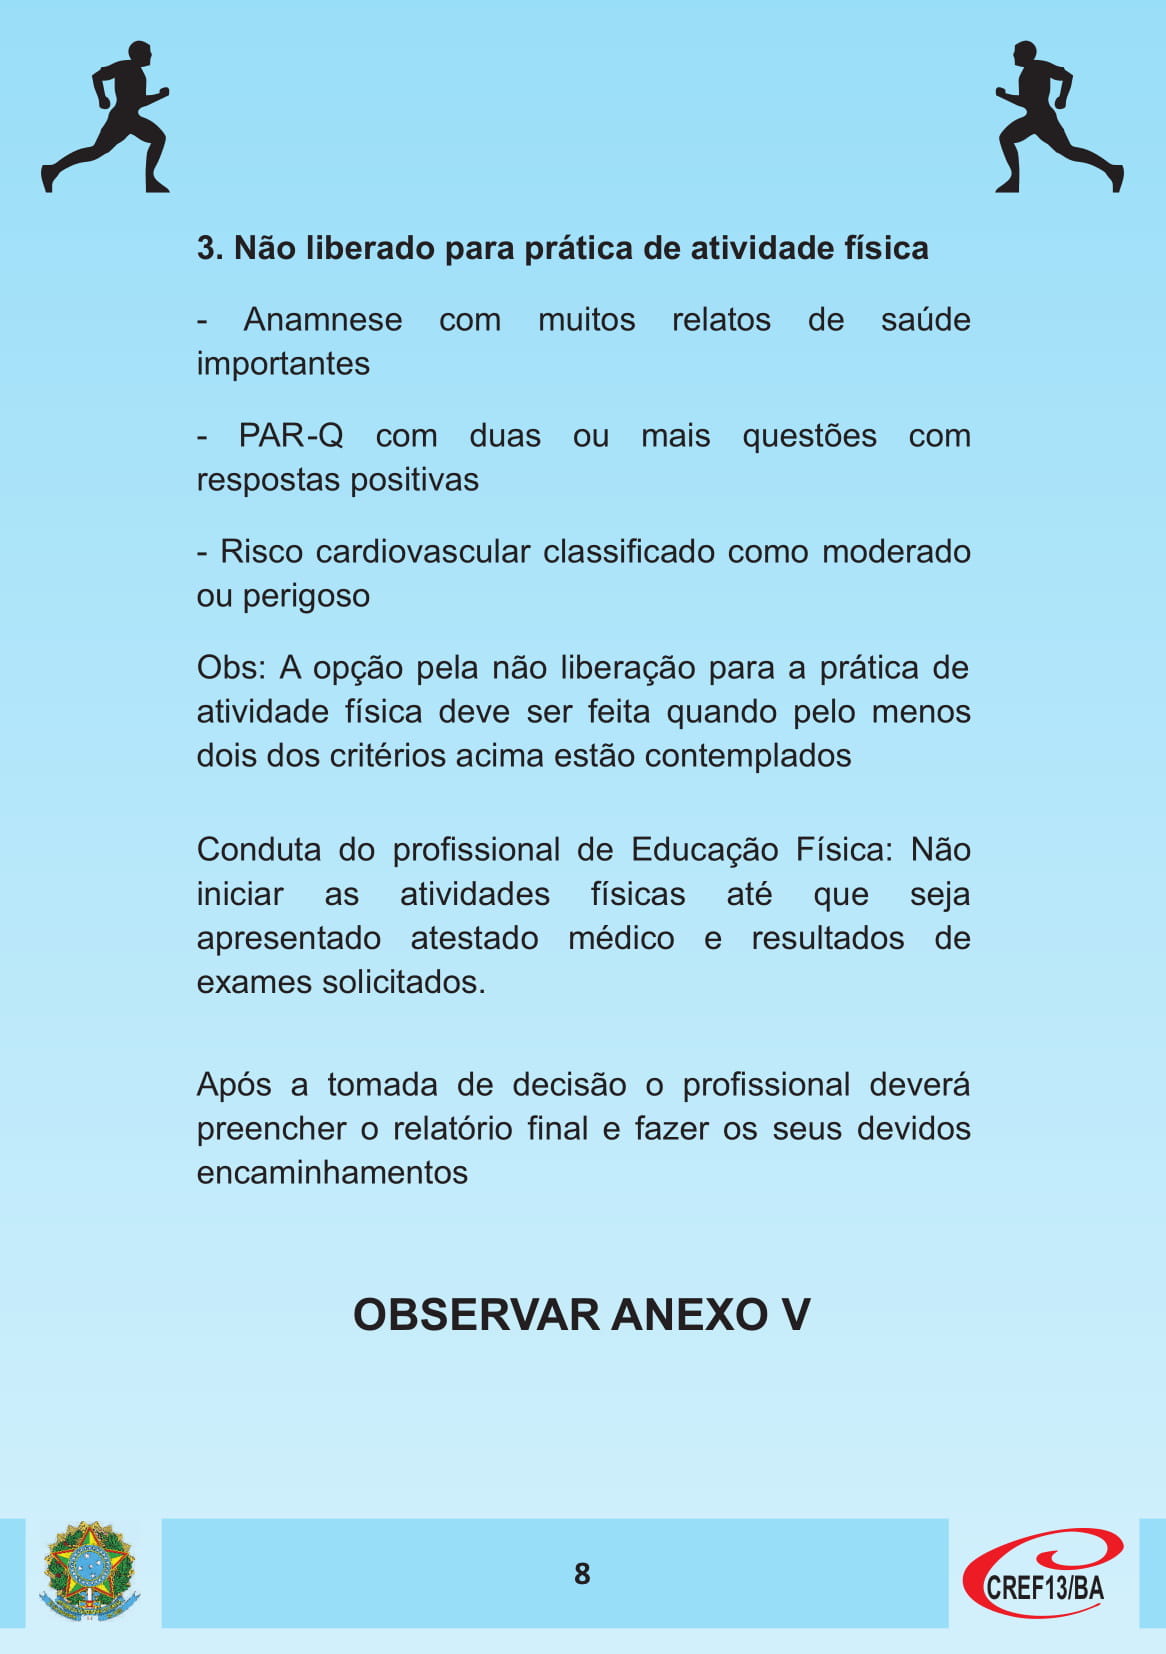 3. Não liberado para prática de atividade física
- Anamnese com muitos relatos de saúde
importantes
- PAR-Q com duas ou mais questões com
respostas positivas
- Risco cardiovascular classificado como moderado
ou perigoso
Obs: A opção pela não liberação para a prática de
atividade física deve ser feita quando pelo menos
dois dos critérios acima estão contemplados
Conduta do profissional de Educação Física: Não
iniciar as atividades físicas até que seja
apresentado atestado médico e resultados de
exames solicitados.
Após a tomada de decisão o profissional deverá
preencher o relatório final e fazer os seus devidos
encaminhamentos
OBSERVAR ANEXO V
8
CREF13/BA